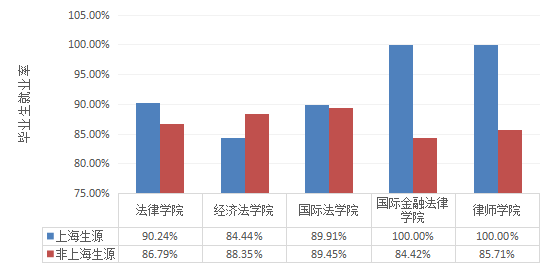 105.00%
100.00%
95.00%
90.00%
85.00%
80.00%
75.00%
毕业生就业率
法律学院 经济法学院 国际法学院 国际金融法律学院 律师学院
上海生源 90.24% 84.44% 89.91% 100.00% 100.00%
非上海生源 86.79% 88.35% 89.45% 84.42% 85.71%